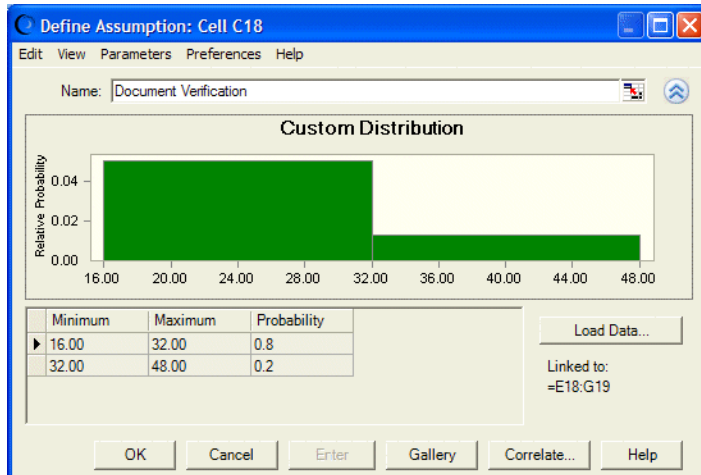 Define Assumption: Cell C18
Edit View Parameters Preferences Help
Name: Document Verification
Custom Distribution
Relative Probability
0.04
0.02
0.00
16.00 20.00 24.00 28.00 32.00 36.00 40.00 44.00 48.00
Minimum Maximum Probability
16.00 32.00 0.8
32.00 48.00 0.2
Load Data...
Linked to:
=E18:G19
OK Cancel Enter Gallery Correlate... Help